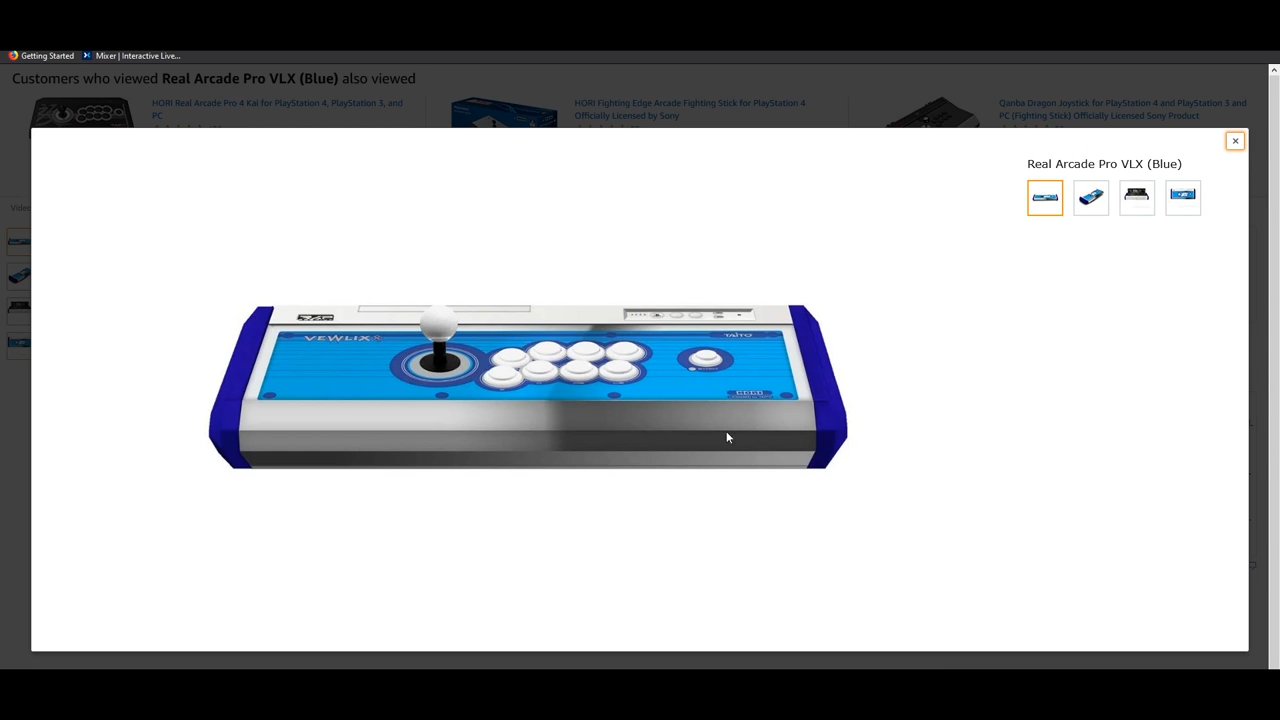 Getting Started
Mixer | Interactive Live...
Customers who viewed Real Arcade Pro VLX (Blue) also viewed
HORI Real Arcade Pro 4 Kai for PlayStation 4, PlayStation 3, and
PC
HORI Fighting Edge Arcade Fighting Stick for PlayStation 4
Officially Licensed by Sony
Qanba Dragon Joystick for PlayStation 4 and PlayStation 3 and
PC (Fighting Stick) Officially Licensed Sony Product
Real Arcade Pro VLX (Blue)
Video
VEWLIX
TAITO